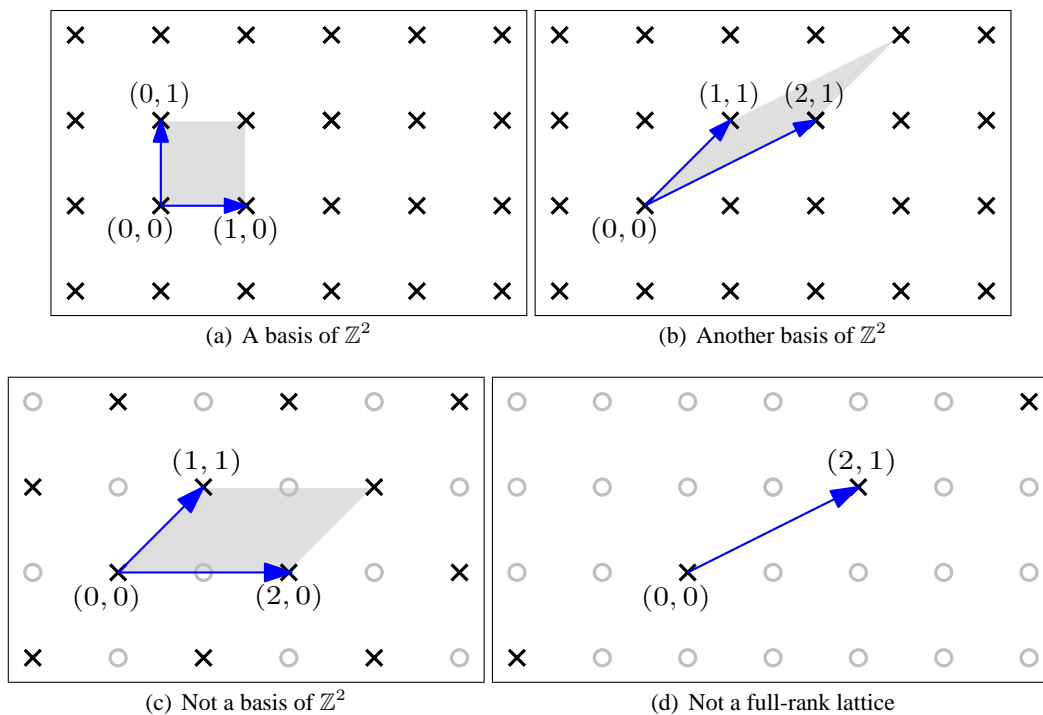 (0, 1)
(0, 0)
(1, 0)
(a) A basis of ℤ²
(1, 1)
(2, 1)
(0, 0)
(b) Another basis of ℤ²
(1, 1)
(0, 0)
(2, 0)
(c) Not a basis of ℤ²
(2, 1)
(0, 0)
(d) Not a full-rank lattice